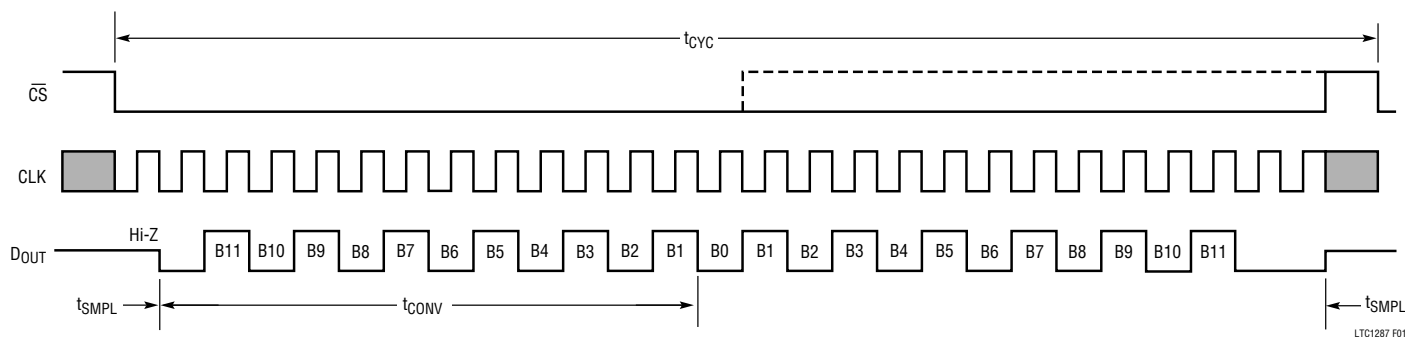 tCYC
CS
CLK
Hi-Z
DOUT B11 B10 B9 B8 B7 B6 B5 B4 B3 B2 B1 B0 B1 B2 B3 B4 B5 B6 B7 B8 B9 B10 B11
tSMPL tCONV tSMPL
LTC1287 F01